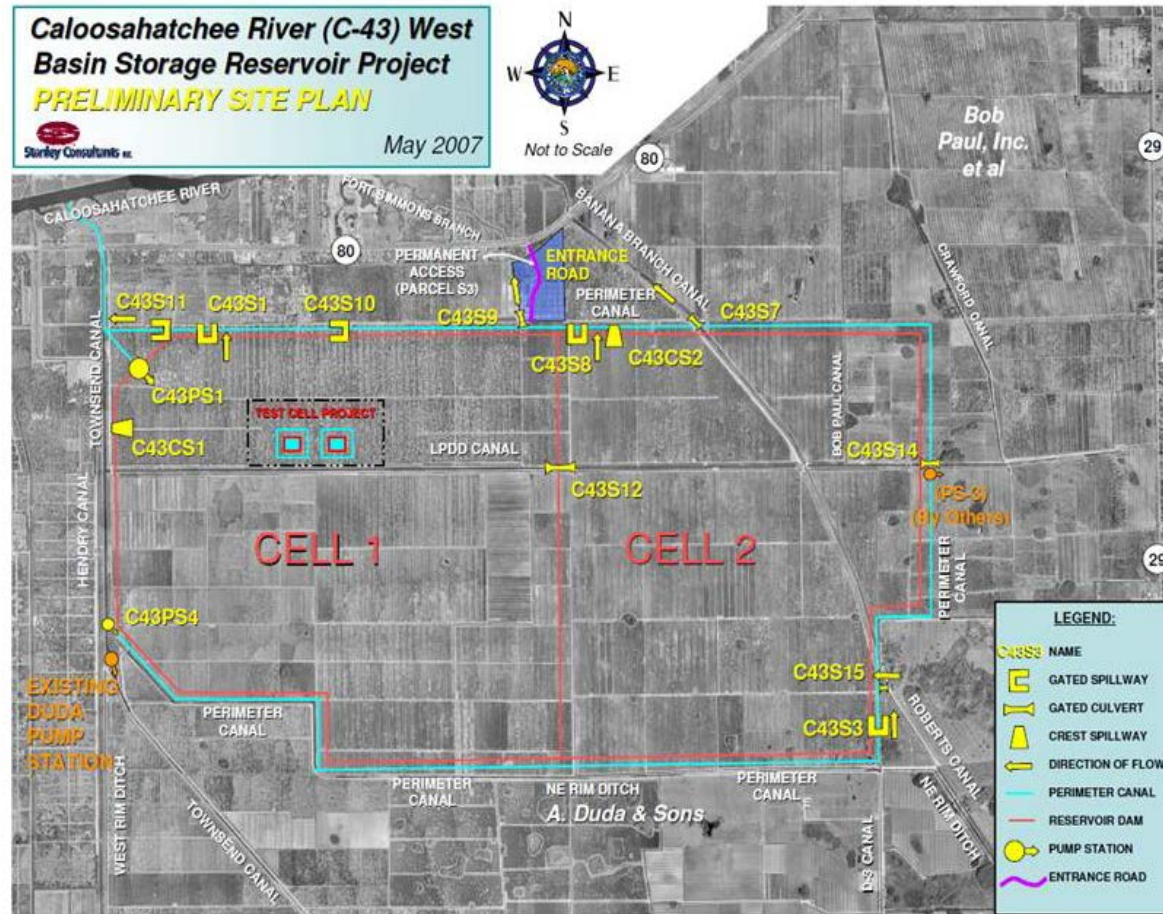 Caloosahatchee River (C-43) West
Basin Storage Reservoir Project
PRELIMINARY SITE PLAN
Stanley Consultants INC.
May 2007
N
W
E
S
Not to Scale
80
Bob
Paul, Inc.
et al
29
CALOOSAHATCHEE RIVER
FORT SIMMONS BRANCH
BANANA BRANCH CANAL
80
PERMANENT
ACCESS
(PARCEL S3)
ENTRANCE
ROAD
PERIMETER
CANAL
CRAWFORD CANAL
C43S11
C43S1
C43S10
C43S9
C43S7
C43S8
C43CS2
TOWNSEND CANAL
C43PS1
C43CS1
TEST CELL PROJECT
LPDD CANAL
BOB PAUL CANAL
C43S14
C43S12
(PS-3)
(By Others)
HENDRY CANAL
CELL 1
CELL 2
PERIMETER
CANAL
29
C43PS4
EXISTING
DUDA
PUMP
STATION
PERIMETER
CANAL
C43S15
C43S3
ROBERTS CANAL
WEST RIM DITCH
TOWNSEND CANAL
PERIMETER
CANAL
NE RIM DITCH
PERIMETER
CANAL
A. Duda & Sons
D-3 CANAL
NE RIM DITCH
LEGEND:
C43S3 NAME
GATED SPILLWAY
GATED CULVERT
CREST SPILLWAY
DIRECTION OF FLOW
PERIMETER CANAL
RESERVOIR DAM
PUMP STATION
ENTRANCE ROAD